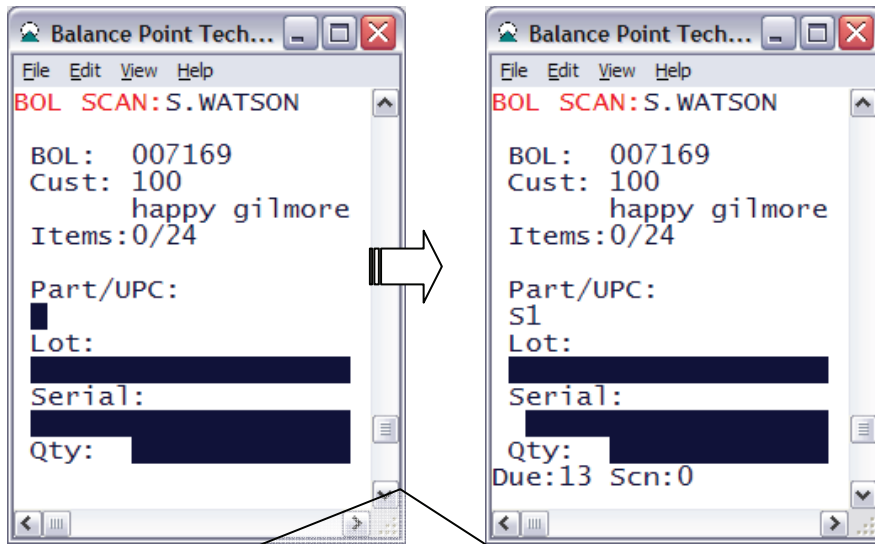 Balance Point Tech...
File Edit View Help
BOL SCAN:S.WATSON
BOL: 007169
Cust: 100
happy gilmore
Items:0/24
Part/UPC:
Lot:
Serial:
Qty:
Balance Point Tech...
File Edit View Help
BOL SCAN:S.WATSON
BOL: 007169
Cust: 100
happy gilmore
Items:0/24
Part/UPC:
S1
Lot:
Serial:
Qty:
Due:13 Scn:0